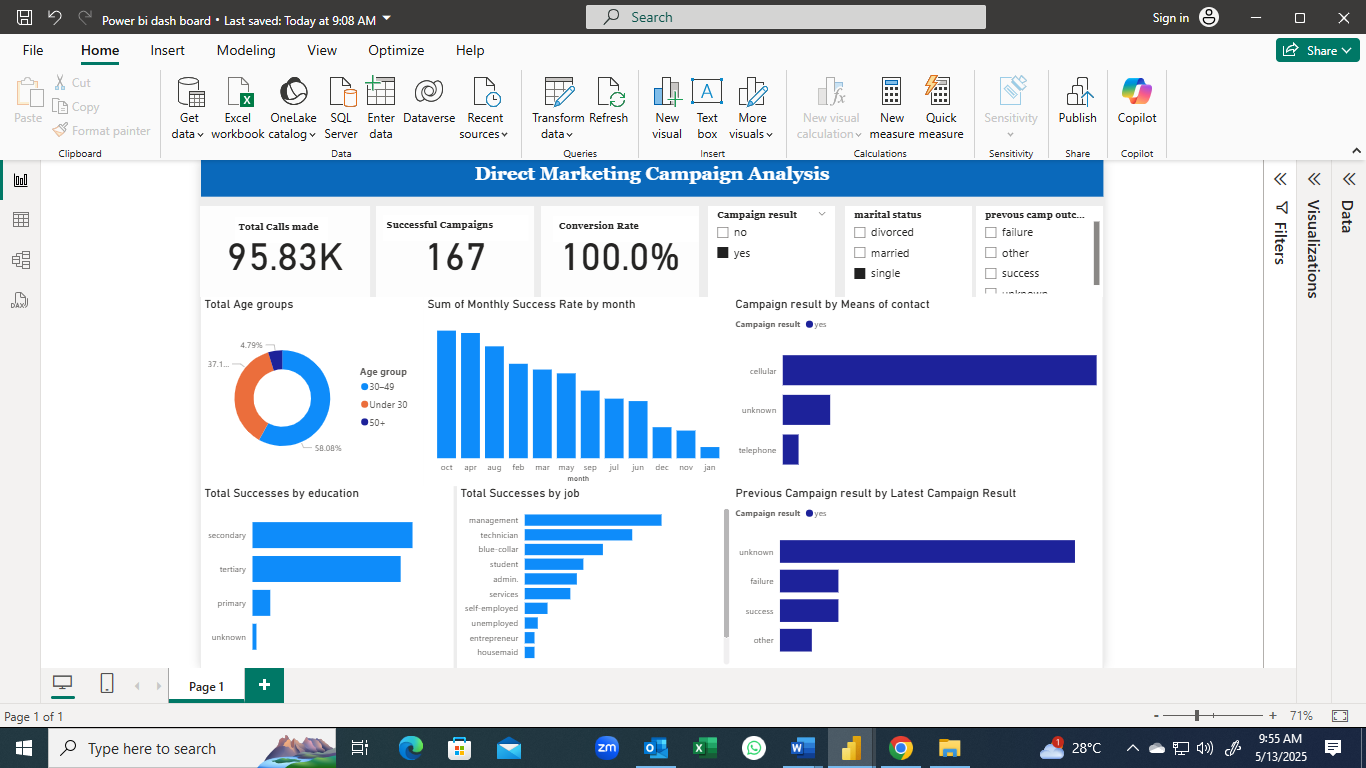 Power bi dash board • Last saved: Today at 9:08 AM
Search
Sign in
File
Home
Insert
Modeling
View
Optimize
Help
Share
Paste
Cut
Copy
Format painter
Clipboard
Get data
Excel workbook
OneLake catalog
SQL Server
Enter data
Dataverse
Recent sources
Data
Transform data
Refresh
Queries
New visual
Text box
More visuals
Insert
New visual calculation
New measure
Quick measure
Calculations
Sensitivity
Sensitivity
Publish
Share
Copilot
Copilot
Direct Marketing Campaign Analysis
Total Calls made
95.83K
Successful Campaigns
167
Conversion Rate
100.0%
Campaign result
no
yes
marital status
divorced
married
single
prevous camp outc...
failure
other
success
unknown
Total Age groups
4.79%
37.1...
58.08%
Age group
30–49
Under 30
50+
Sum of Monthly Success Rate by month
oct apr aug feb mar may sep jul jun dec nov jan
month
Campaign result by Means of contact
Campaign result yes
cellular
unknown
telephone
Total Successes by education
secondary
tertiary
primary
unknown
Total Successes by job
management
technician
blue-collar
student
admin.
services
self-employed
unemployed
entrepreneur
housemaid
Previous Campaign result by Latest Campaign Result
Campaign result yes
unknown
failure
success
other
Filters
Visualizations
Data
DAX
Page 1
Page 1 of 1
71%
Type here to search
zm
1
28°C
9:55 AM
5/13/2025